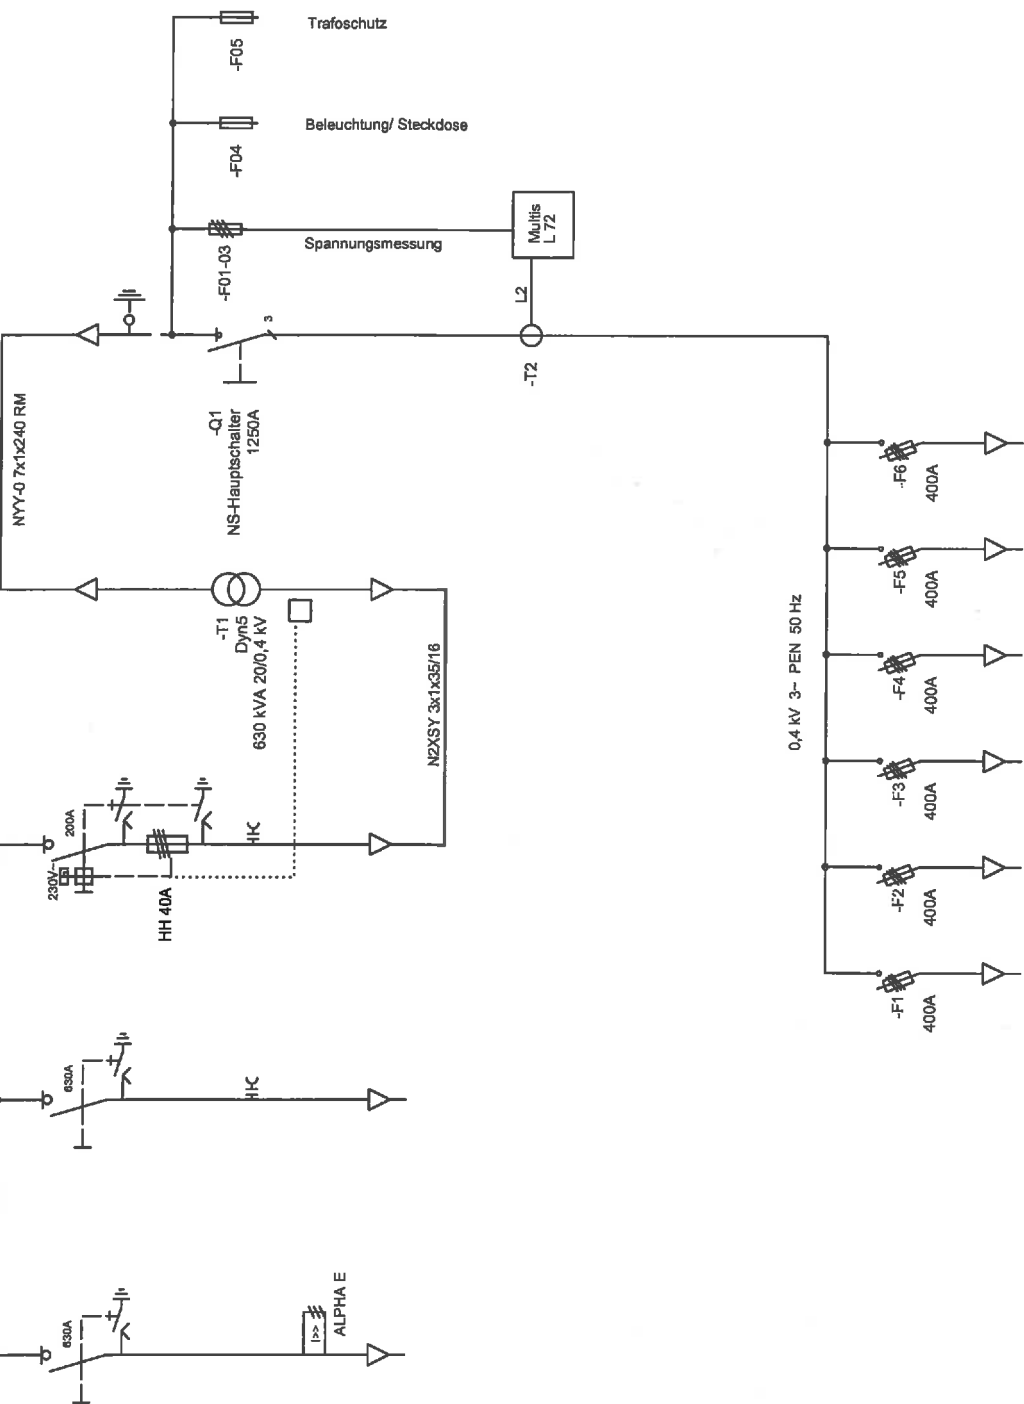 Trafoschutz
-F05
Beleuchtung/ Steckdose
-F04
Multis
L 72
Spannungsmessung
-F01-03
L2
3
-T2
NYY-0 7x1x240 RM
-Q1
NS-Hauptschalter
1250A
-F6
400A
-F5
400A
-T1
Dyn5
630 kVA 20/0,4 kV
0,4 kV 3~ PEN 50 Hz
N2XSY 3x1x35/16
-F4
400A
-F3
400A
200A
230V~
HH 40A
-F2
400A
-F1
400A
630A
630A
I>>
ALPHA E